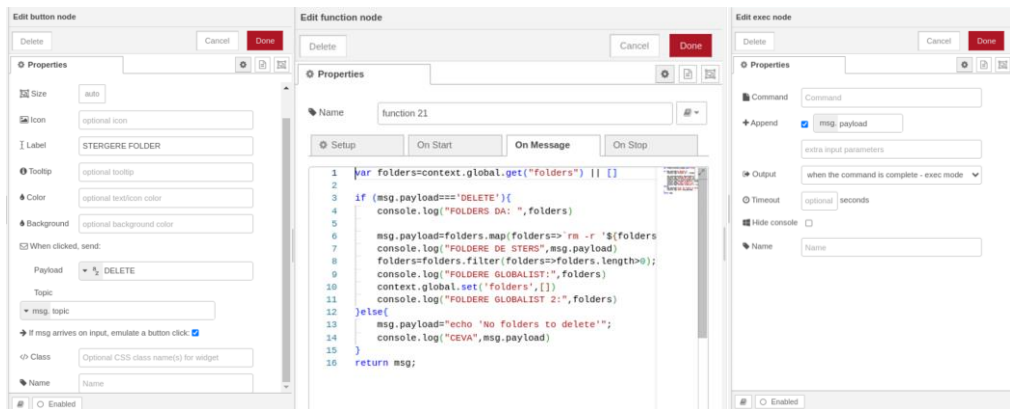 Edit button node
Delete
Cancel
Done
Properties
Size
auto
Icon
optional icon
Label
STERGERE FOLDER
Tooltip
optional tooltip
Color
optional text/icon color
Background
optional background color
When clicked, send:
Payload
DELETE
Topic
msg. topic
If msg arrives on input, emulate a button click:
Class
Optional CSS class name(s) for widget
Name
Name
Enabled
Edit function node
Delete
Cancel
Done
Properties
Name
function 21
Setup
On Start
On Message
On Stop
1 var folders=context.global.get("folders") || []
2
3 if (msg.payload==='DELETE'){
4 console.log("FOLDERS DA: ",folders)
5
6 msg.payload=folders.map(folders=>`rm -r '${folders
7 console.log("FOLDERE DE STERS",msg.payload)
8 folders=folders.filter(folders=>folders.length>0);
9 console.log("FOLDERE GLOBALIST:",folders)
10 context.global.set('folders',[])
11 console.log("FOLDERE GLOBALIST 2:",folders)
12 }else{
13 msg.payload="echo 'No folders to delete'";
14 console.log("CEVA",msg.payload)
15 }
16 return msg;
Edit exec node
Delete
Cancel
Done
Properties
Command
Command
Append
msg. payload
extra input parameters
Output
when the command is complete - exec mode
Timeout
optional
seconds
Hide console
Name
Name
Enabled